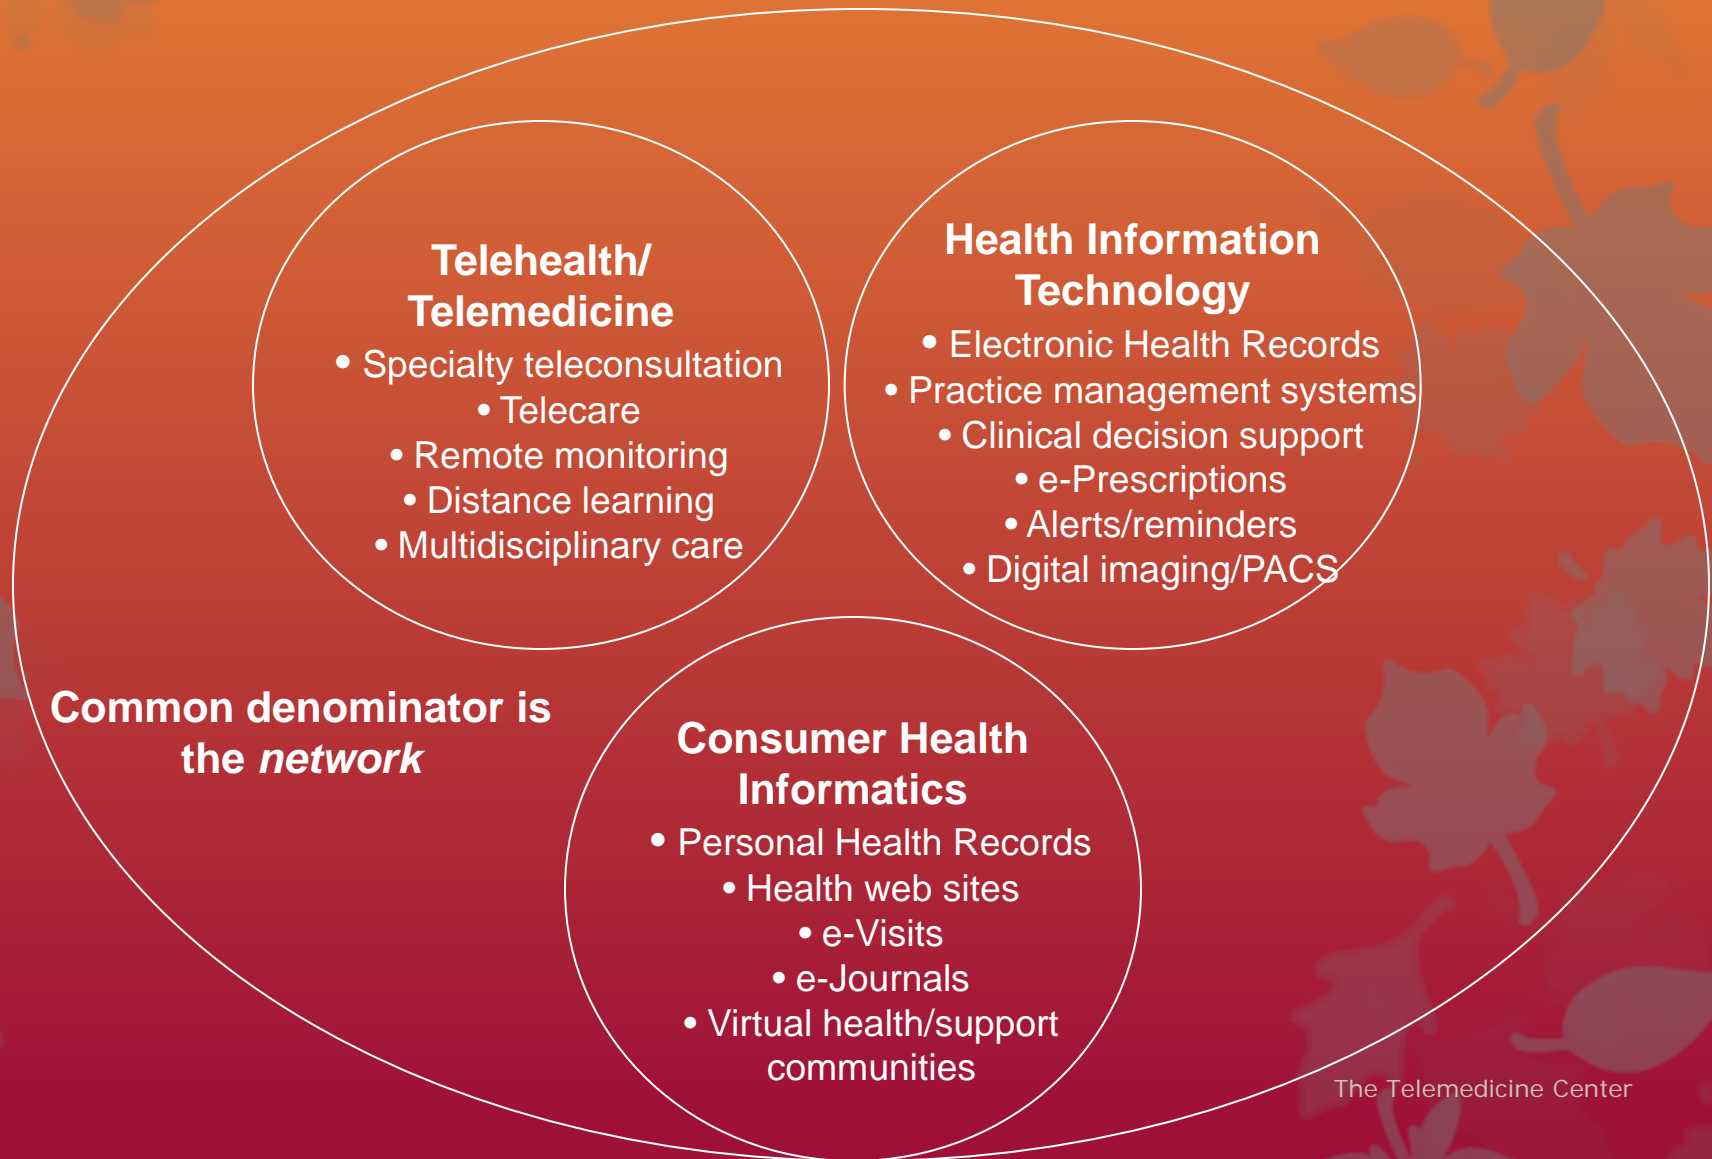 Telehealth/
Telemedicine
• Specialty teleconsultation
• Telecare
• Remote monitoring
• Distance learning
• Multidisciplinary care
Health Information
Technology
• Electronic Health Records
• Practice management systems
• Clinical decision support
• e-Prescriptions
• Alerts/reminders
• Digital imaging/PACS
Common denominator is
the network
Consumer Health
Informatics
• Personal Health Records
• Health web sites
• e-Visits
• e-Journals
• Virtual health/support
communities
The Telemedicine Center